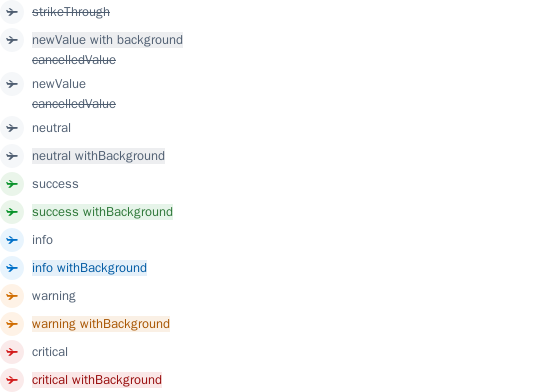 strikeThrough
newValue with background
cancelledValue
newValue
cancelledValue
neutral
neutral withBackground
success
success withBackground
info
info withBackground
warning
warning withBackground
critical
critical withBackground